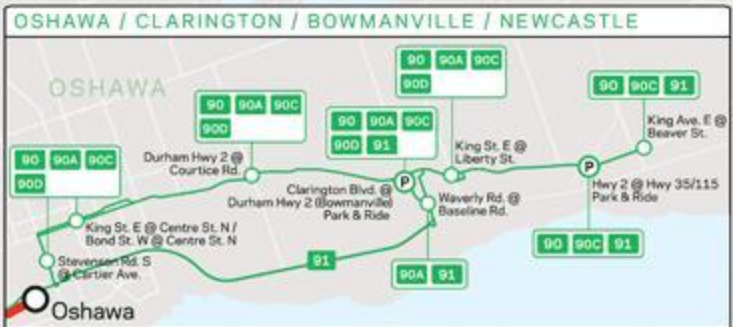 OSHAWA / CLARINGTON / BOWMANVILLE / NEWCASTLE
OSHAWA
90 90A 90C
90D
90 90A 90C
90D
90 90A 90C
90D 91
90 90A 90C
90D
90 90C 91
King Ave. E @
Beaver St.
Durham Hwy 2 @
Courtice Rd.
King St. E @
Liberty St.
Clarington Blvd. @
Durham Hwy 2 (Bowmanville)
Park & Ride
P
P
Hwy 2 @ Hwy 35/115
Park & Ride
Waverly Rd. @
Baseline Rd.
King St. E @ Centre St. N /
Bond St. W @ Centre St. N
90 90C 91
Stevenson Rd. S
@ Cartier Ave.
91
90A 91
Oshawa